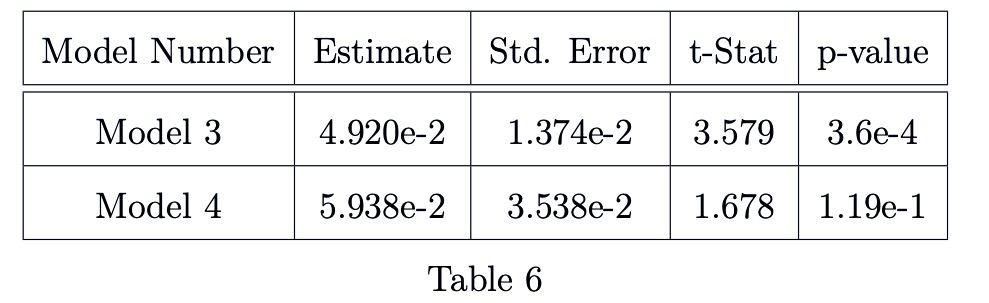 Model Number Estimate Std. Error t-Stat p-value
Model 3 4.920e-2 1.374e-2 3.579 3.6e-4
Model 4 5.938e-2 3.538e-2 1.678 1.19e-1
Table 6